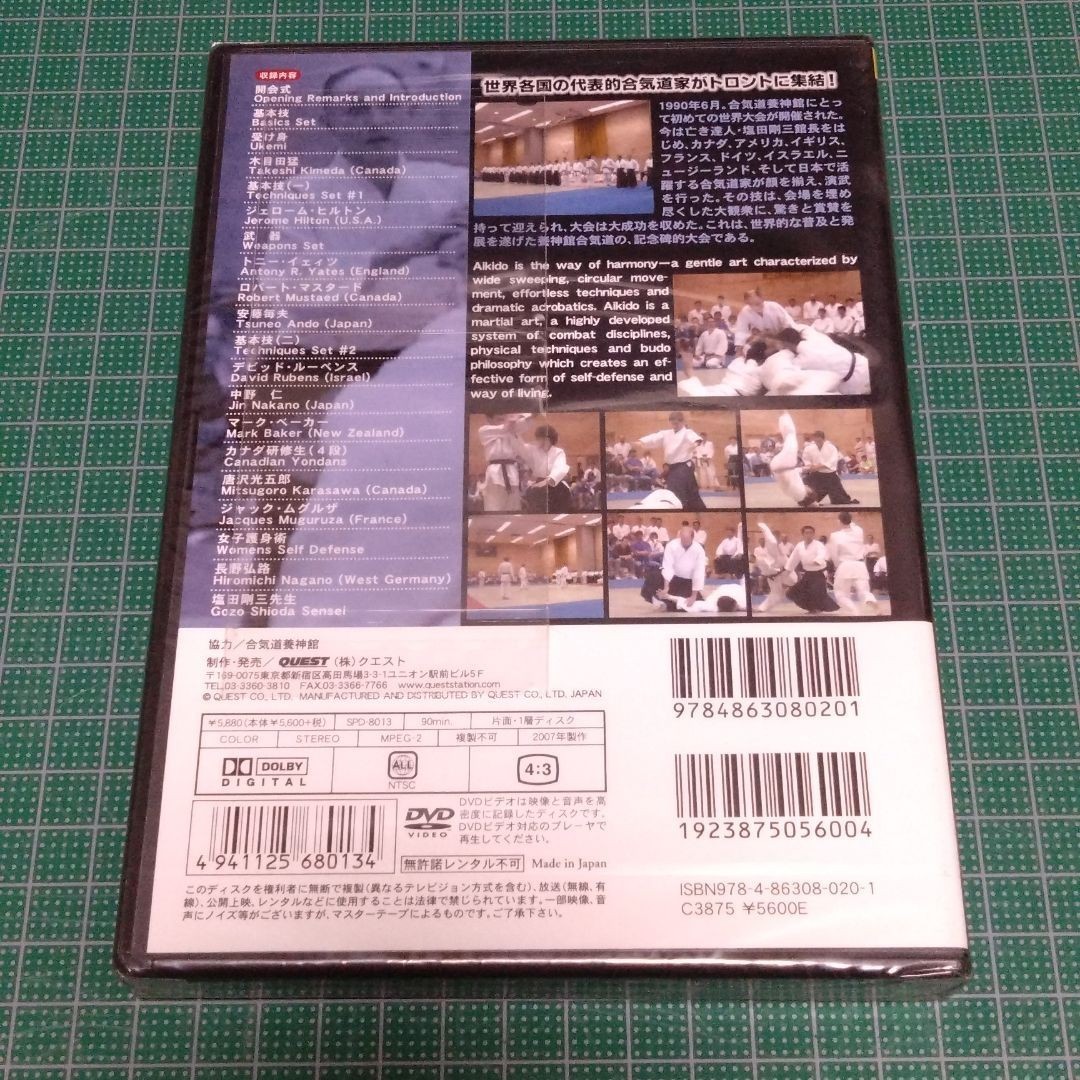 収録内容
開会式
Opening Remarks and Introduction
基本技
Basics Set
受け身
Ukemi
木目田猛
Takeshi Kimeda (Canada)
基本技(一)
Techniques Set #1
ジェローム・ヒルトン
Jerome Hilton (U.S.A.)
武 器
Weapons Set
トニー・イェイツ
Antony R. Yates (England)
ロバート・マスタード
Robert Mustaed (Canada)
安藤毎夫
Tsuneo Ando (Japan)
基本技(二)
Techniques Set #2
デビッド・ルーベンス
David Rubens (Israel)
中野 仁
Jin Nakano (Japan)
マーク・ベーカー
Mark Baker (New Zealand)
カナダ研修生(4段)
Canadian Yondans
唐沢光五郎
Mitsugoro Karasawa (Canada)
ジャック・ムグルザ
Jacques Muguruza (France)
女子護身術
Womens Self Defense
長野弘路
Hiromichi Nagano (West Germany)
塩田剛三先生
Gozo Shioda Sensei
世界各国の代表的合気道家がトロントに集結!
1990年6月。合気道養神館にとっ
て初めての世界大会が開催された。
今は亡き達人・塩田剛三館長をは
じめ、カナダ、アメリカ、イギリス、
フランス、ドイツ、イスラエル、ニ
ュージーランド、そして日本で活
躍する合気道家が顔を揃え、演武
を行った。その技は、会場を埋め
尽くした大観衆に、驚きと賞賛を
持って迎えられ、大会は大成功を収めた。これは、世界的な普及と発
展を遂げた養神館合気道の、記念碑的大会である。
Aikido is the way of harmony—a gentle art characterized by
wide sweeping, circular move-
ment, effortless techniques and
dramatic acrobatics. Aikido is a
martial art, a highly developed
system of combat disciplines,
physical techniques and budo
philosophy which creates an ef-
fective form of self-defense and
way of living.
協力/合気道養神館
制作・発売/ QUEST (株)クエスト
〒169-0075東京都新宿区高田馬場3-3-1ユニオン駅前ビル5F
TEL.03-3360-3810 FAX.03-3366-7766 www.queststation.com
© QUEST CO., LTD. MANUFACTURED AND DISTRIBUTED BY QUEST CO., LTD, JAPAN
¥5,880(本体¥5,600+税) SPD-8013 90min. 片面・1層ディスク
COLOR STEREO MPEG-2 複製不可 2007年製作
DOLBY
DIGITAL
ALL
NTSC
4:3
4 941125 680134
DVD
VIDEO
DVDビデオは映像と音声を高
密度に記録したディスクです。
DVDビデオ対応のプレーヤで
再生してください。
無許諾レンタル不可 Made in Japan
このディスクを権利者に無断で複製(異なるテレビジョン方式を含む)、放送(無線、有
線)、公開上映、レンタルなどに使用することは法律で禁じられています。一部映像、音
声にノイズ等がございますが、マスターテープによるものです。ご了承下さい。
9784863080201
1923875056004
ISBN978-4-86308-020-1
C3875 ¥5600E